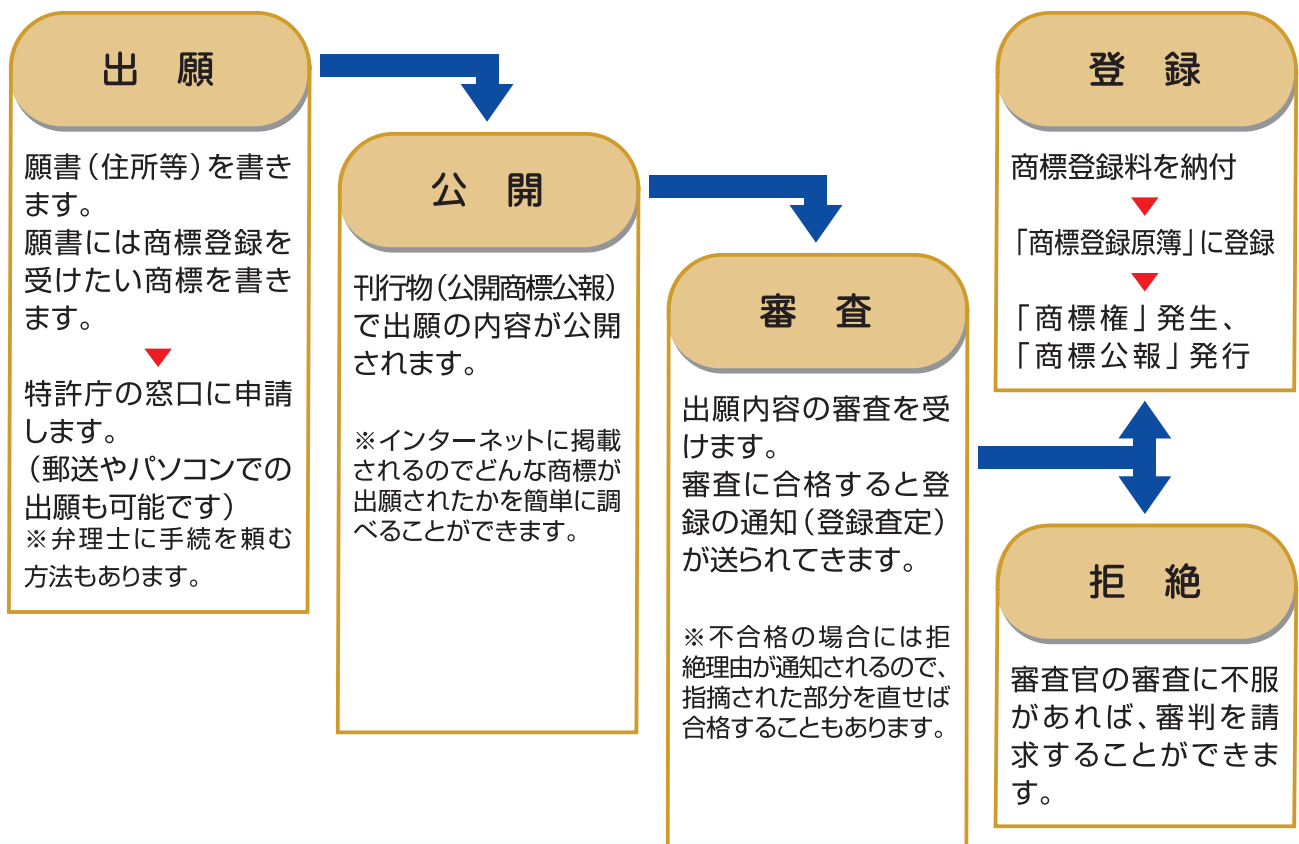 出 願
願書(住所等)を書き
ます。
願書には商標登録を
受けたい商標を書き
ます。
特許庁の窓口に申請
します。
(郵送やパソコンでの
出願も可能です)
※弁理士に手続を頼む
方法もあります。
公 開
刊行物(公開商標公報)
で出願の内容が公開
されます。
※インターネットに掲載
されるのでどんな商標が
出願されたかを簡単に調
べることができます。
審 査
出願内容の審査を受
けます。
審査に合格すると登
録の通知(登録査定)
が送られてきます。
※不合格の場合には拒
絶理由が通知されるので、
指摘された部分を直せば
合格することもあります。
登 録
商標登録料を納付
「商標登録原簿」に登録
「商標権」発生、
「商標公報」発行
拒 絶
審査官の審査に不服
があれば、審判を請
求することができま
す。